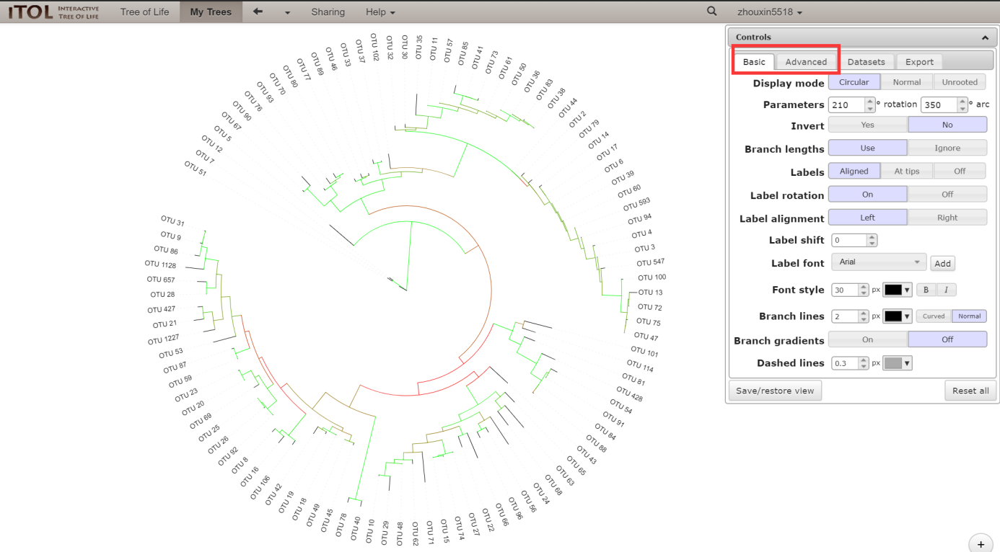 iTOL INTERACTIVE TREE OF LIFE Tree of Life My Trees Sharing Help zhouxin5518
Controls
Basic Advanced Datasets Export
Display mode Circular Normal Unrooted
Parameters 210 ° rotation 350 ° arc
Invert Yes No
Branch lengths Use Ignore
Labels Aligned At tips Off
Label rotation On Off
Label alignment Left Right
Label shift 0
Label font Arial Add
Font style 30 px B I
Branch lines 2 px Curved Normal
Branch gradients On Off
Dashed lines 0.3 px
Save/restore view Reset all
+
OTU 51
OTU 7
OTU 12
OTU 5
OTU 67
OTU 90
OTU 76
OTU 93
OTU 70
OTU 80
OTU 77
OTU 89
OTU 46
OTU 33
OTU 37
OTU 102
OTU 32
OTU 30
OTU 35
OTU 11
OTU 57
OTU 85
OTU 41
OTU 73
OTU 61
OTU 50
OTU 36
OTU 83
OTU 38
OTU 44
OTU 2
OTU 79
OTU 14
OTU 17
OTU 6
OTU 39
OTU 60
OTU 593
OTU 94
OTU 4
OTU 3
OTU 547
OTU 100
OTU 13
OTU 72
OTU 75
OTU 47
OTU 101
OTU 114
OTU 81
OTU 428
OTU 54
OTU 91
OTU 84
OTU 88
OTU 43
OTU 65
OTU 63
OTU 68
OTU 24
OTU 56
OTU 96
OTU 66
OTU 22
OTU 27
OTU 74
OTU 15
OTU 71
OTU 62
OTU 48
OTU 29
OTU 10
OTU 40
OTU 78
OTU 45
OTU 49
OTU 18
OTU 19
OTU 42
OTU 106
OTU 16
OTU 8
OTU 92
OTU 26
OTU 25
OTU 69
OTU 20
OTU 23
OTU 59
OTU 87
OTU 53
OTU 1227
OTU 21
OTU 427
OTU 28
OTU 657
OTU 1128
OTU 86
OTU 9
OTU 31